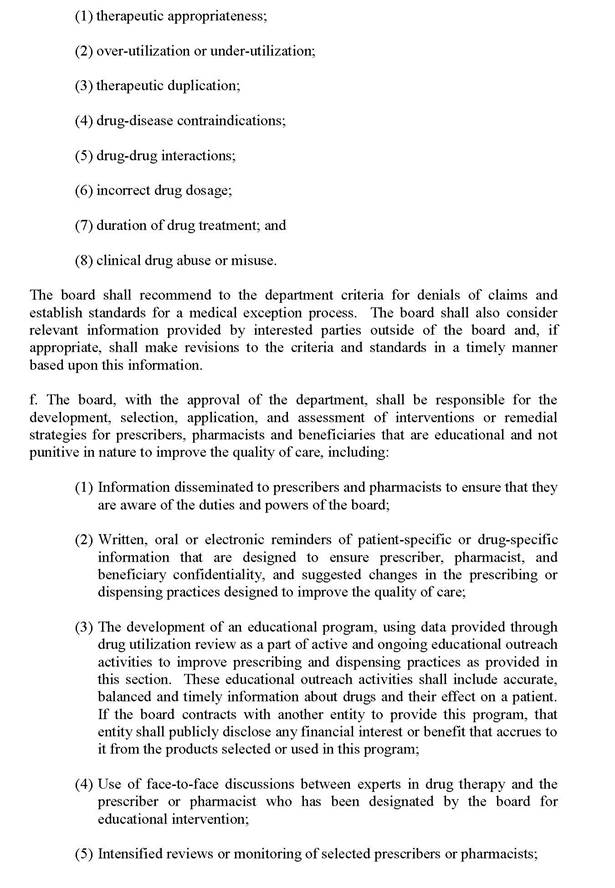 (1) therapeutic appropriateness;
(2) over-utilization or under-utilization;
(3) therapeutic duplication;
(4) drug-disease contraindications;
(5) drug-drug interactions;
(6) incorrect drug dosage;
(7) duration of drug treatment; and
(8) clinical drug abuse or misuse.
The board shall recommend to the department criteria for denials of claims and
establish standards for a medical exception process. The board shall also consider
relevant information provided by interested parties outside of the board and, if
appropriate, shall make revisions to the criteria and standards in a timely manner
based upon this information.
f. The board, with the approval of the department, shall be responsible for the
development, selection, application, and assessment of interventions or remedial
strategies for prescribers, pharmacists and beneficiaries that are educational and not
punitive in nature to improve the quality of care, including:
(1) Information disseminated to prescribers and pharmacists to ensure that they
are aware of the duties and powers of the board;
(2) Written, oral or electronic reminders of patient-specific or drug-specific
information that are designed to ensure prescriber, pharmacist, and
beneficiary confidentiality, and suggested changes in the prescribing or
dispensing practices designed to improve the quality of care;
(3) The development of an educational program, using data provided through
drug utilization review as a part of active and ongoing educational outreach
activities to improve prescribing and dispensing practices as provided in
this section. These educational outreach activities shall include accurate,
balanced and timely information about drugs and their effect on a patient.
If the board contracts with another entity to provide this program, that
entity shall publicly disclose any financial interest or benefit that accrues to
it from the products selected or used in this program;
(4) Use of face-to-face discussions between experts in drug therapy and the
prescriber or pharmacist who has been designated by the board for
educational intervention;
(5) Intensified reviews or monitoring of selected prescribers or pharmacists;